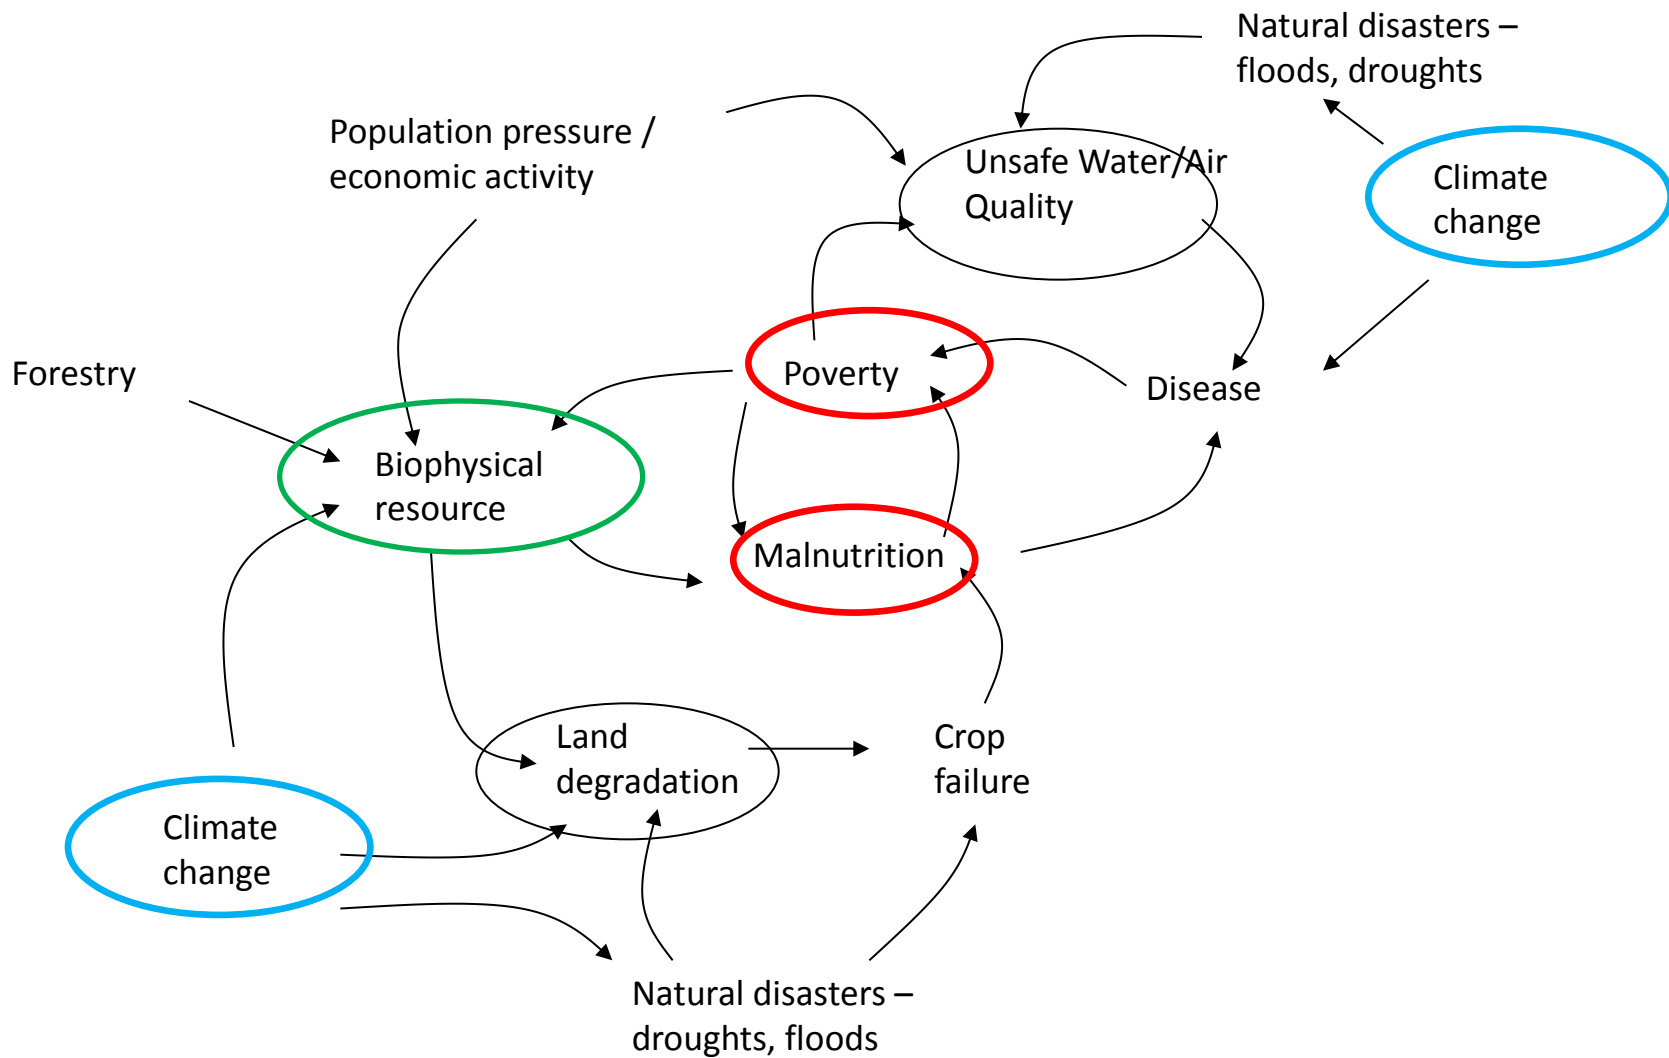 Natural disasters –
floods, droughts
Population pressure /
economic activity
Unsafe Water/Air
Quality
Climate
change
Forestry
Poverty
Disease
Biophysical
resource
Malnutrition
Land
degradation
Crop
failure
Climate
change
Natural disasters –
droughts, floods